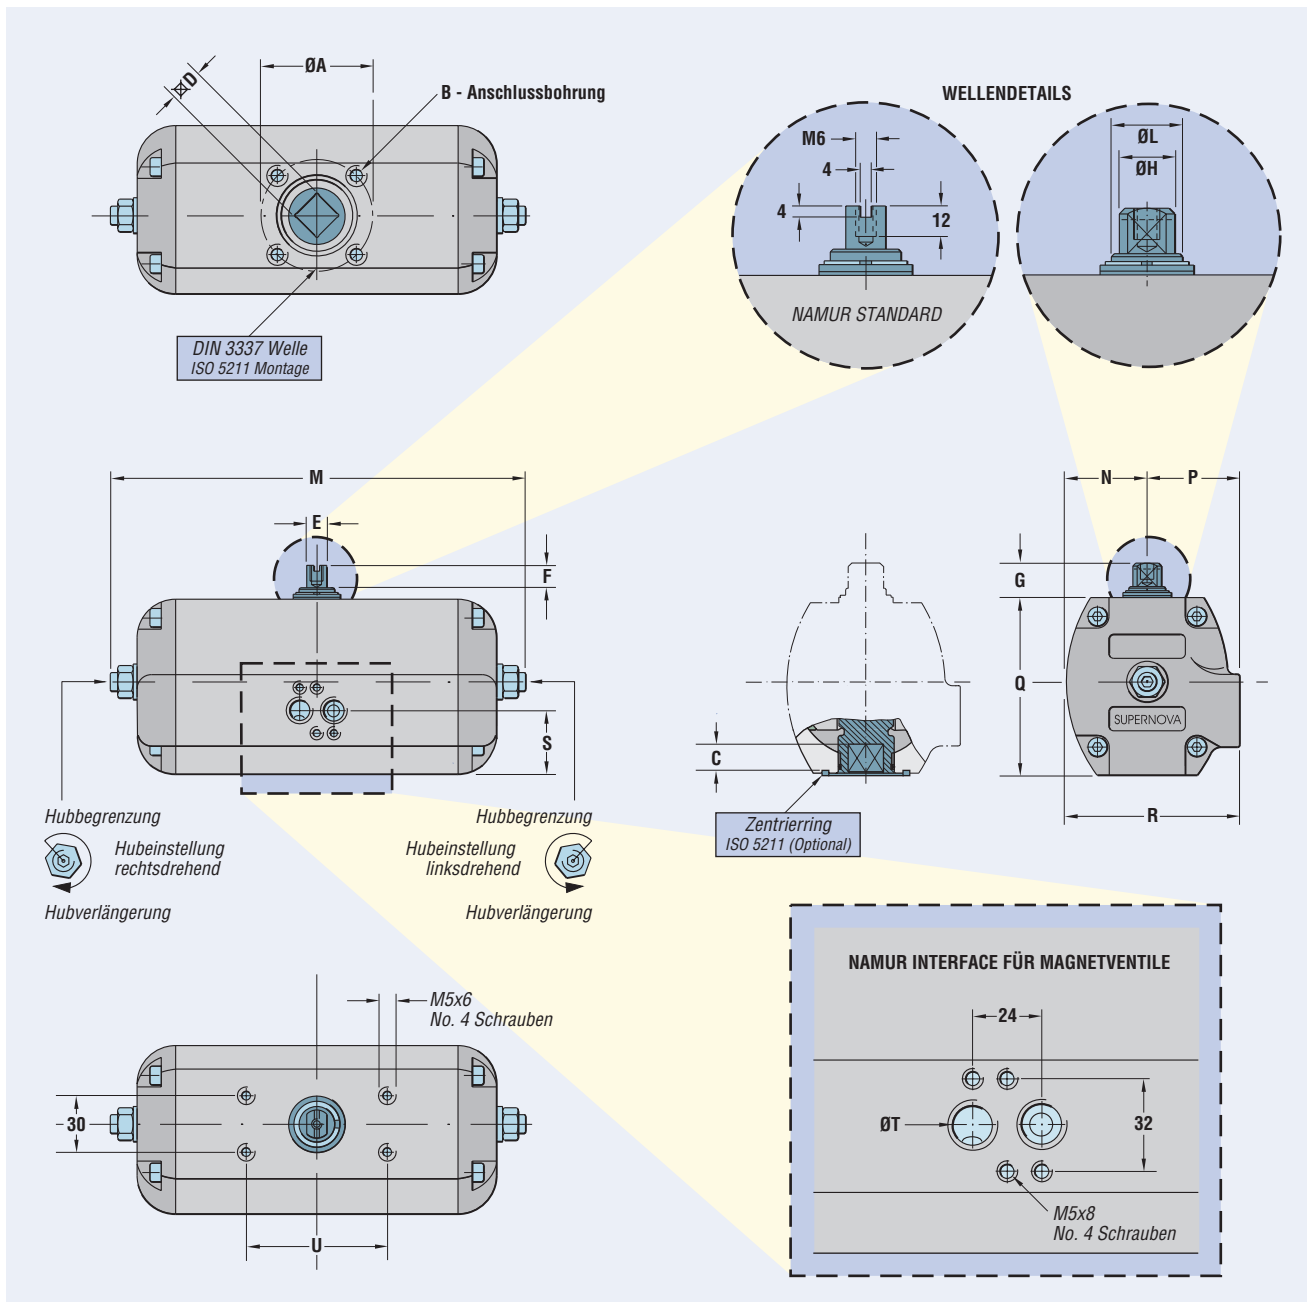 ØA
D
B - Anschlussbohrung
DIN 3337 Welle
ISO 5211 Montage
WELLENDETAILS
M6
4
4
12
NAMUR STANDARD
ØL
ØH
M
E
F
S
Hubbegrenzung
Hubeinstellung
rechtsdrehend
Hubverlängerung
Hubbegrenzung
Hubeinstellung
linksdrehend
Hubverlängerung
C
Zentrierring
ISO 5211 (Optional)
N
P
G
Q
SUPERNOVA
R
M5x6
No. 4 Schrauben
30
U
NAMUR INTERFACE FÜR MAGNETVENTILE
24
ØT
32
M5x8
No. 4 Schrauben